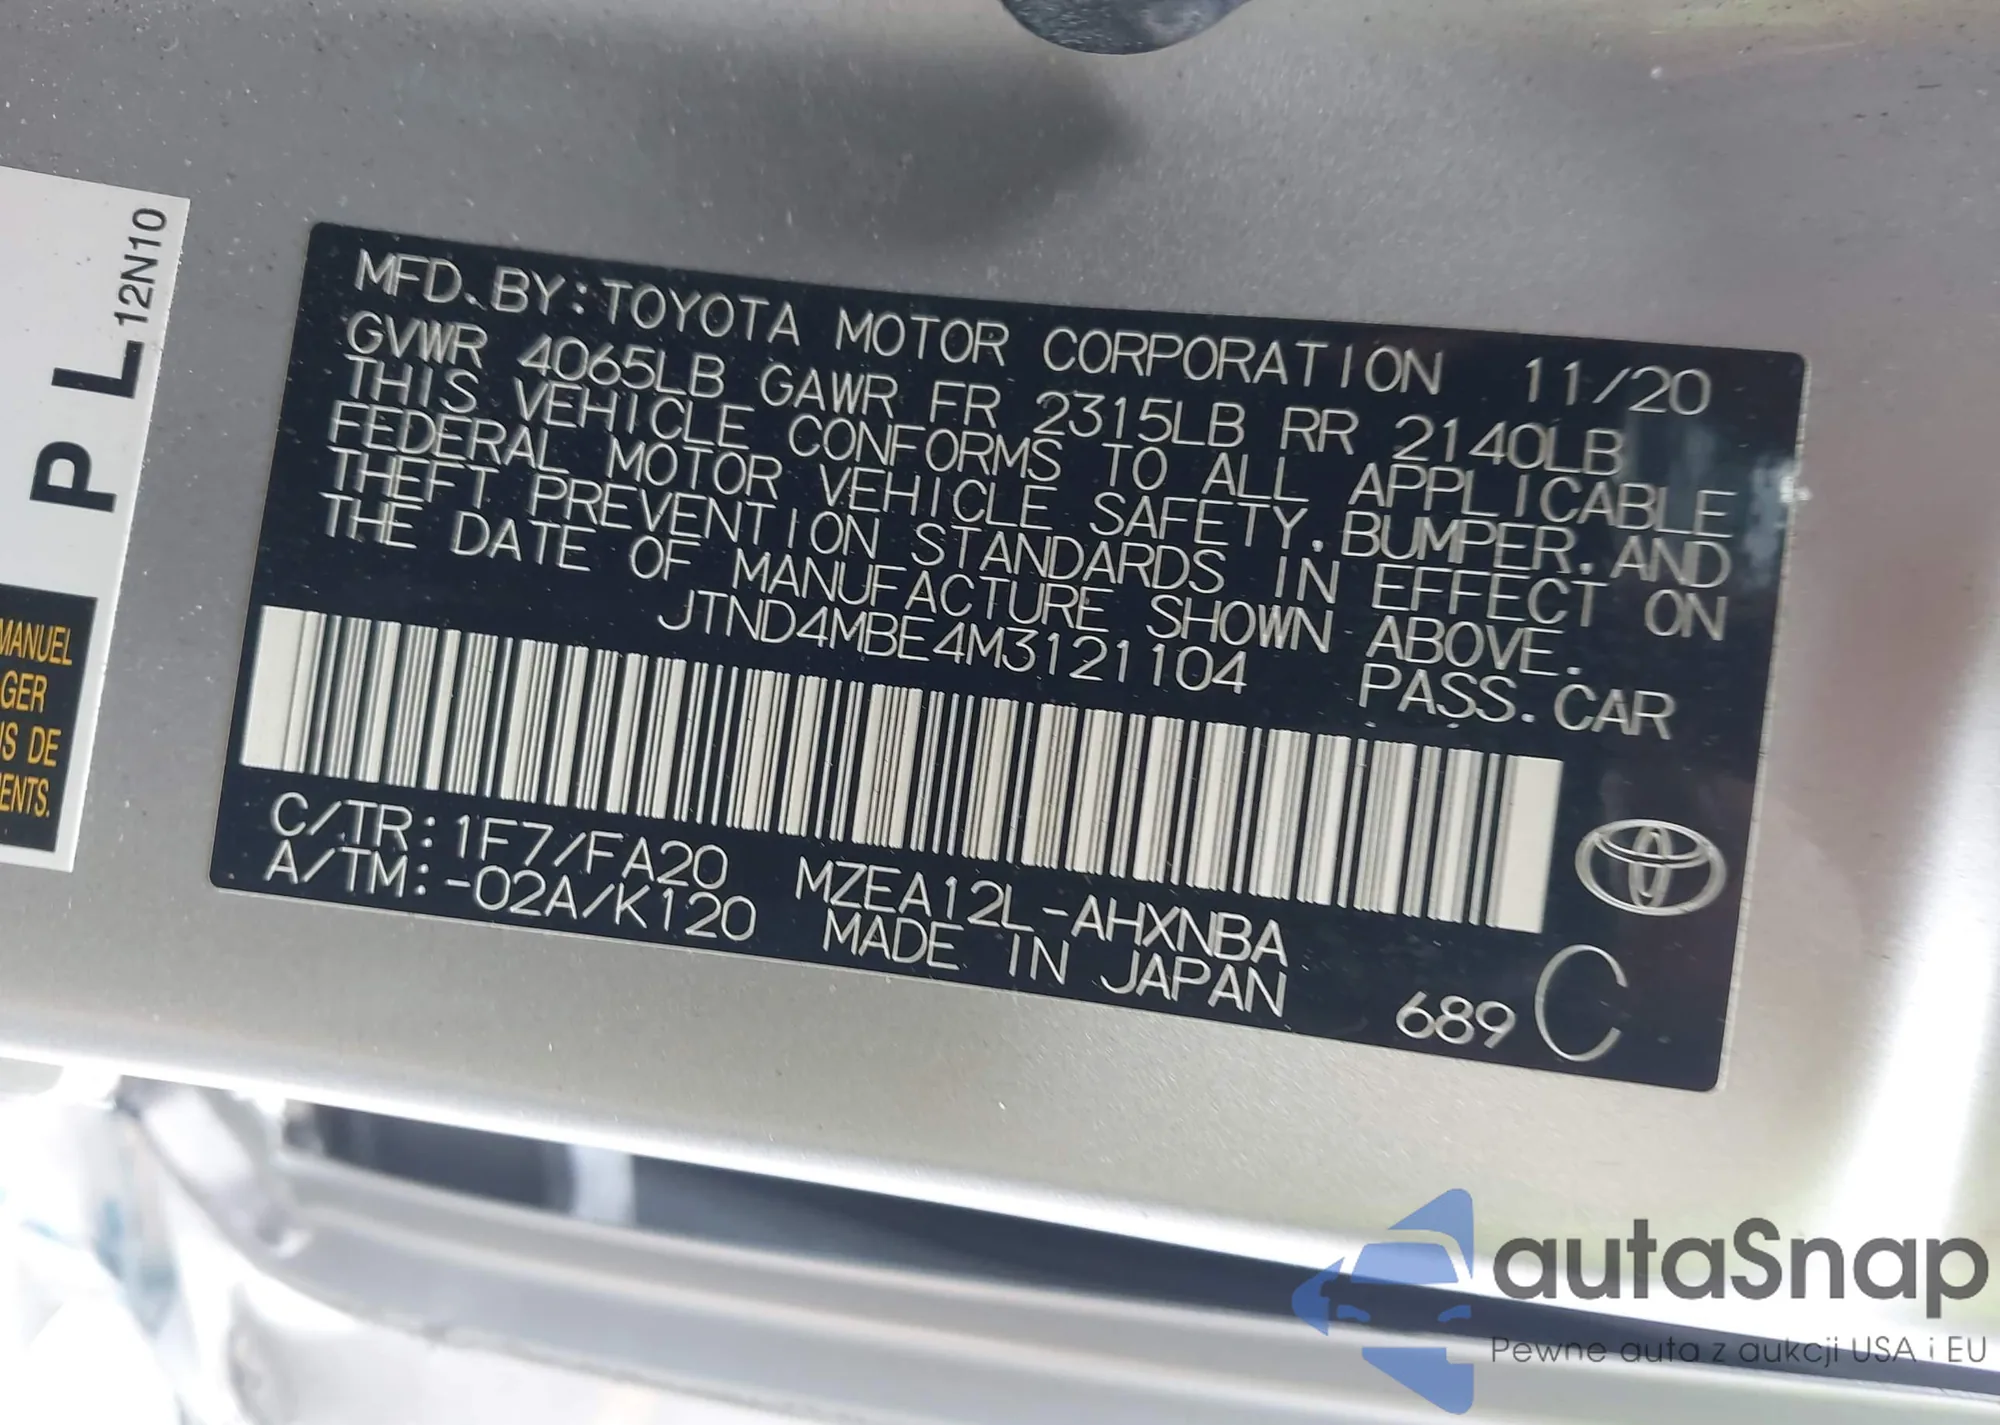 MFD. BY: TOYOTA MOTOR CORPORATION 11/20
GVWR 4065LB GAWR FR 2315LB RR 2140LB
THIS VEHICLE CONFORMS TO ALL APPLICABLE
FEDERAL MOTOR VEHICLE SAFETY, BUMPER, AND
THEFT PREVENTION STANDARDS IN EFFECT ON
THE DATE OF MANUFACTURE SHOWN ABOVE.
JTND4MBE4M3121104 PASS. CAR
C/TR: 1F7/FA20 MZEA12L-AHXNBA
A/TM: -02A/K120 MADE IN JAPAN
689 C
P L 12N10
MANUEL
GER
IS DE
ENTS.
autaSnap
Pewne auta z aukcji USA i EU